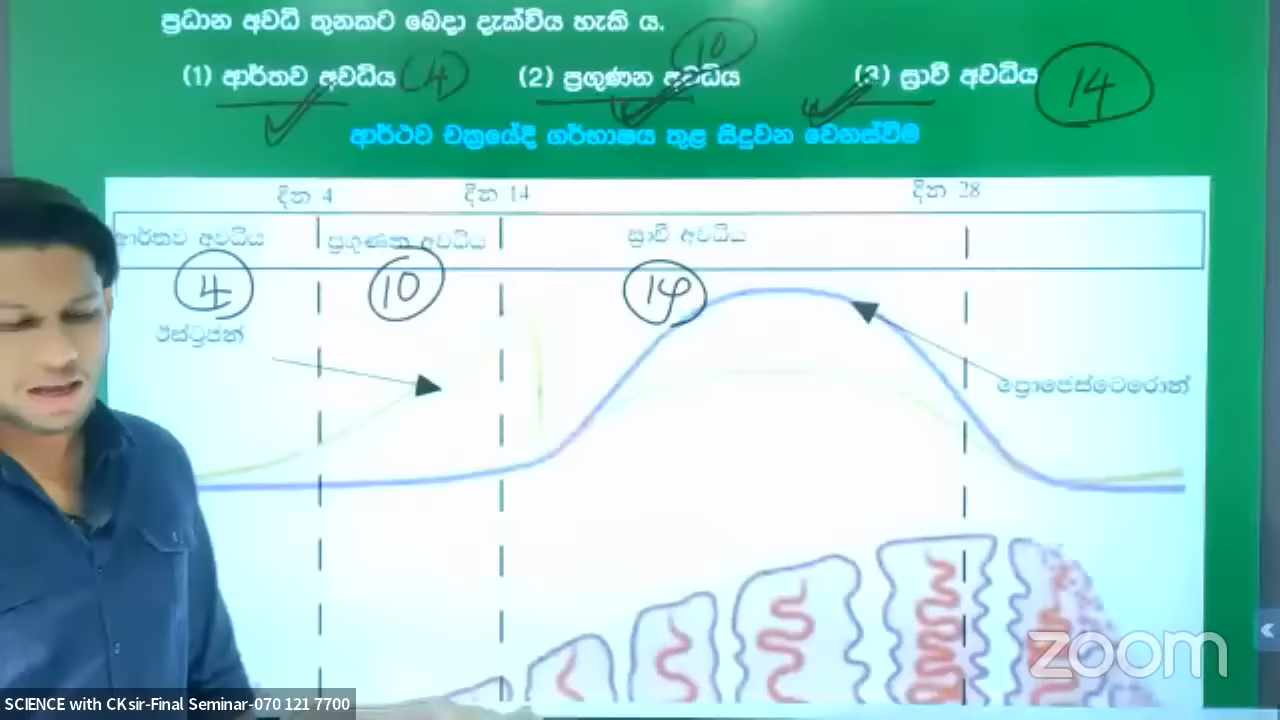 ප්‍රධාන අවධි තුනකට බෙදා දැක්විය හැකි ය.
10
(1) ආර්තව අවධිය (4) (2) ප්‍රගුණන අවධිය (3) ස්‍රාවී අවධිය 14
ආර්ථව චක්‍රයේදී ගර්භාෂය තුළ සිදුවන වෙනස්වීම්
දින 4 දින 14 දින 28
ආර්තව අවධිය ප්‍රගුණන අවධිය ස්‍රාවී අවධිය
4 10 14
ඊස්ට්‍රජන්
ප්‍රොජෙස්ටෙරොන්
zoom
SCIENCE with CKsir-Final Seminar-070 121 7700